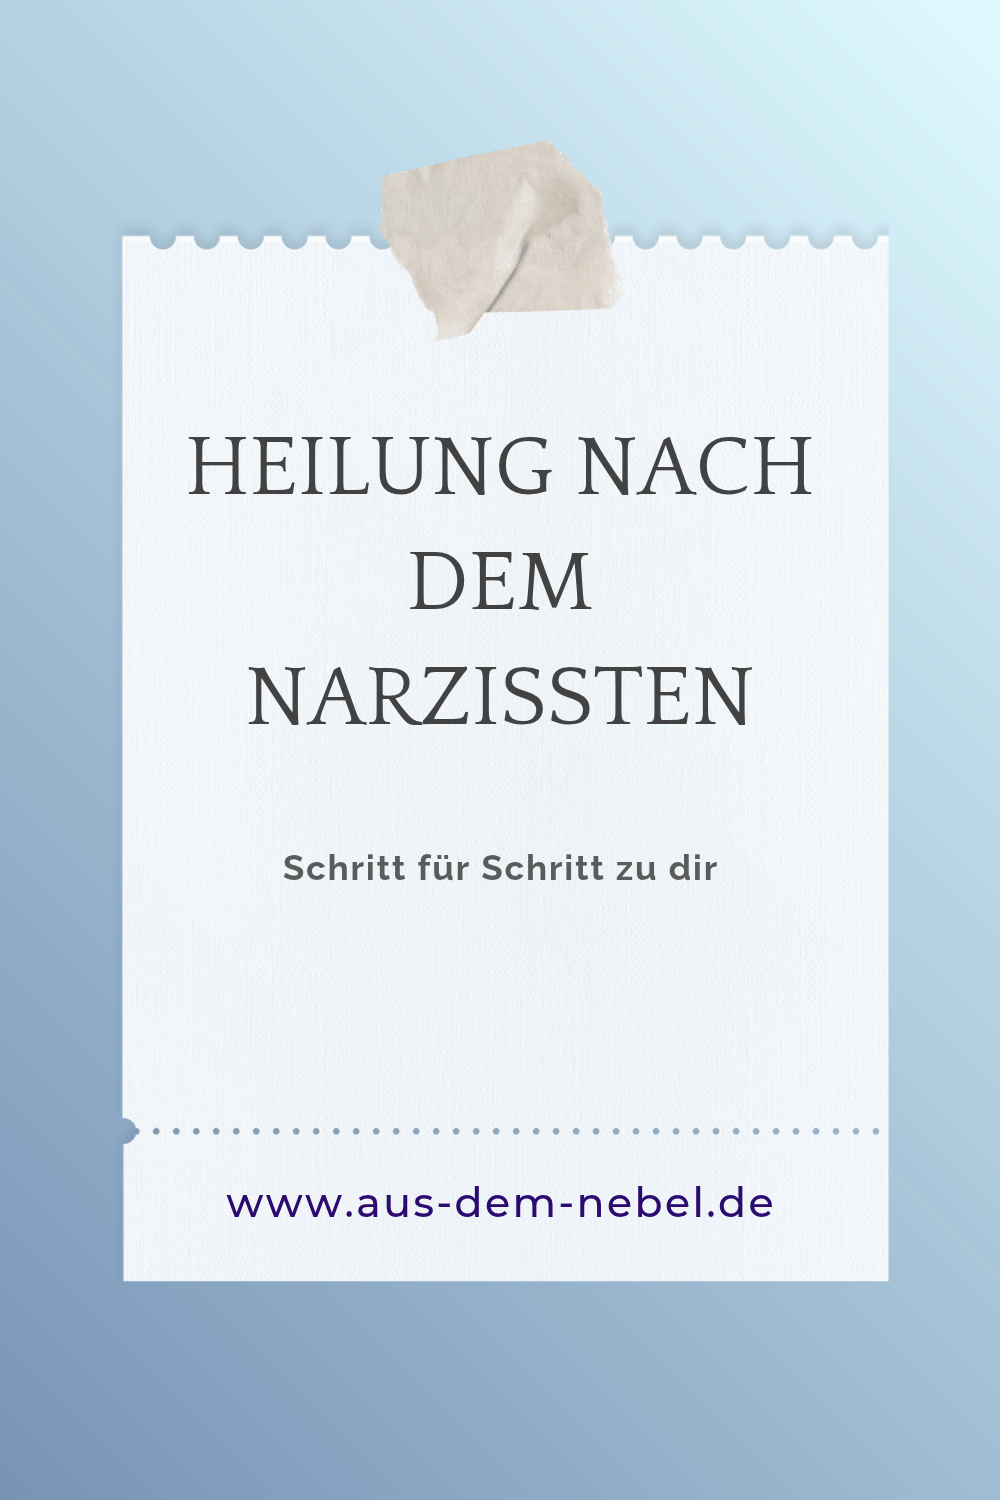 HEILUNG NACH
DEM
NARZISSTEN
Schritt für Schritt zu dir
www.aus-dem-nebel.de